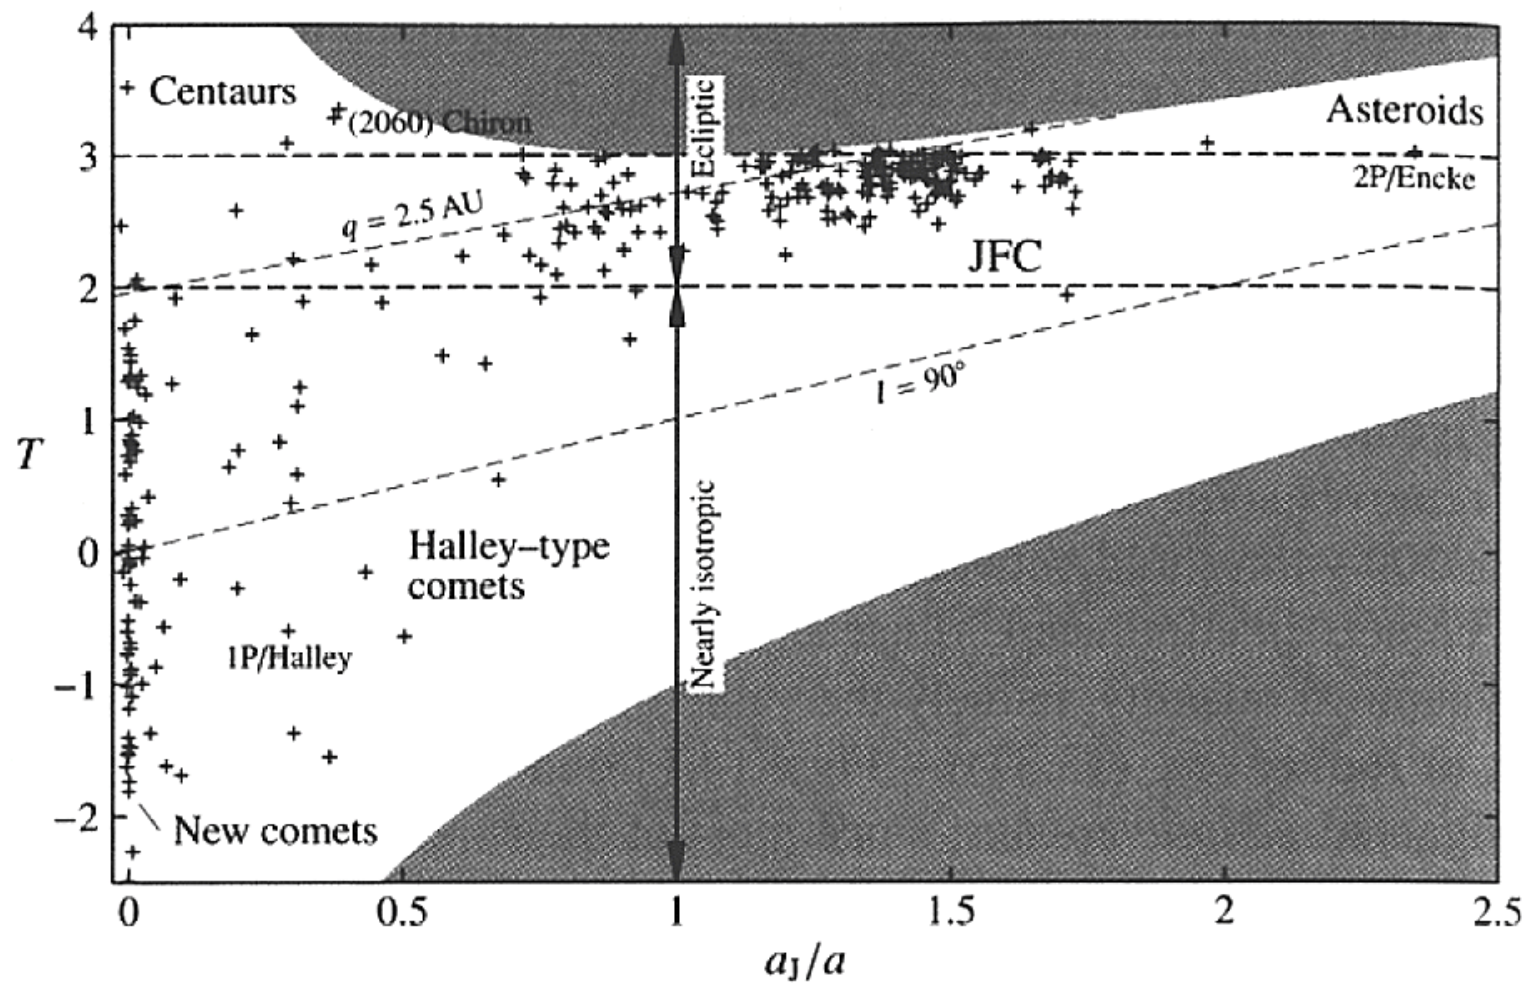 4
Centaurs
(2060) Chiron
Ecliptic
Asteroids
3
2P/Encke
q = 2.5 AU
JFC
2
l = 90°
1
T
0
Halley–type
comets
Nearly isotropic
1P/Halley
−1
−2
New comets
0 0.5 1 1.5 2 2.5
aJ/a